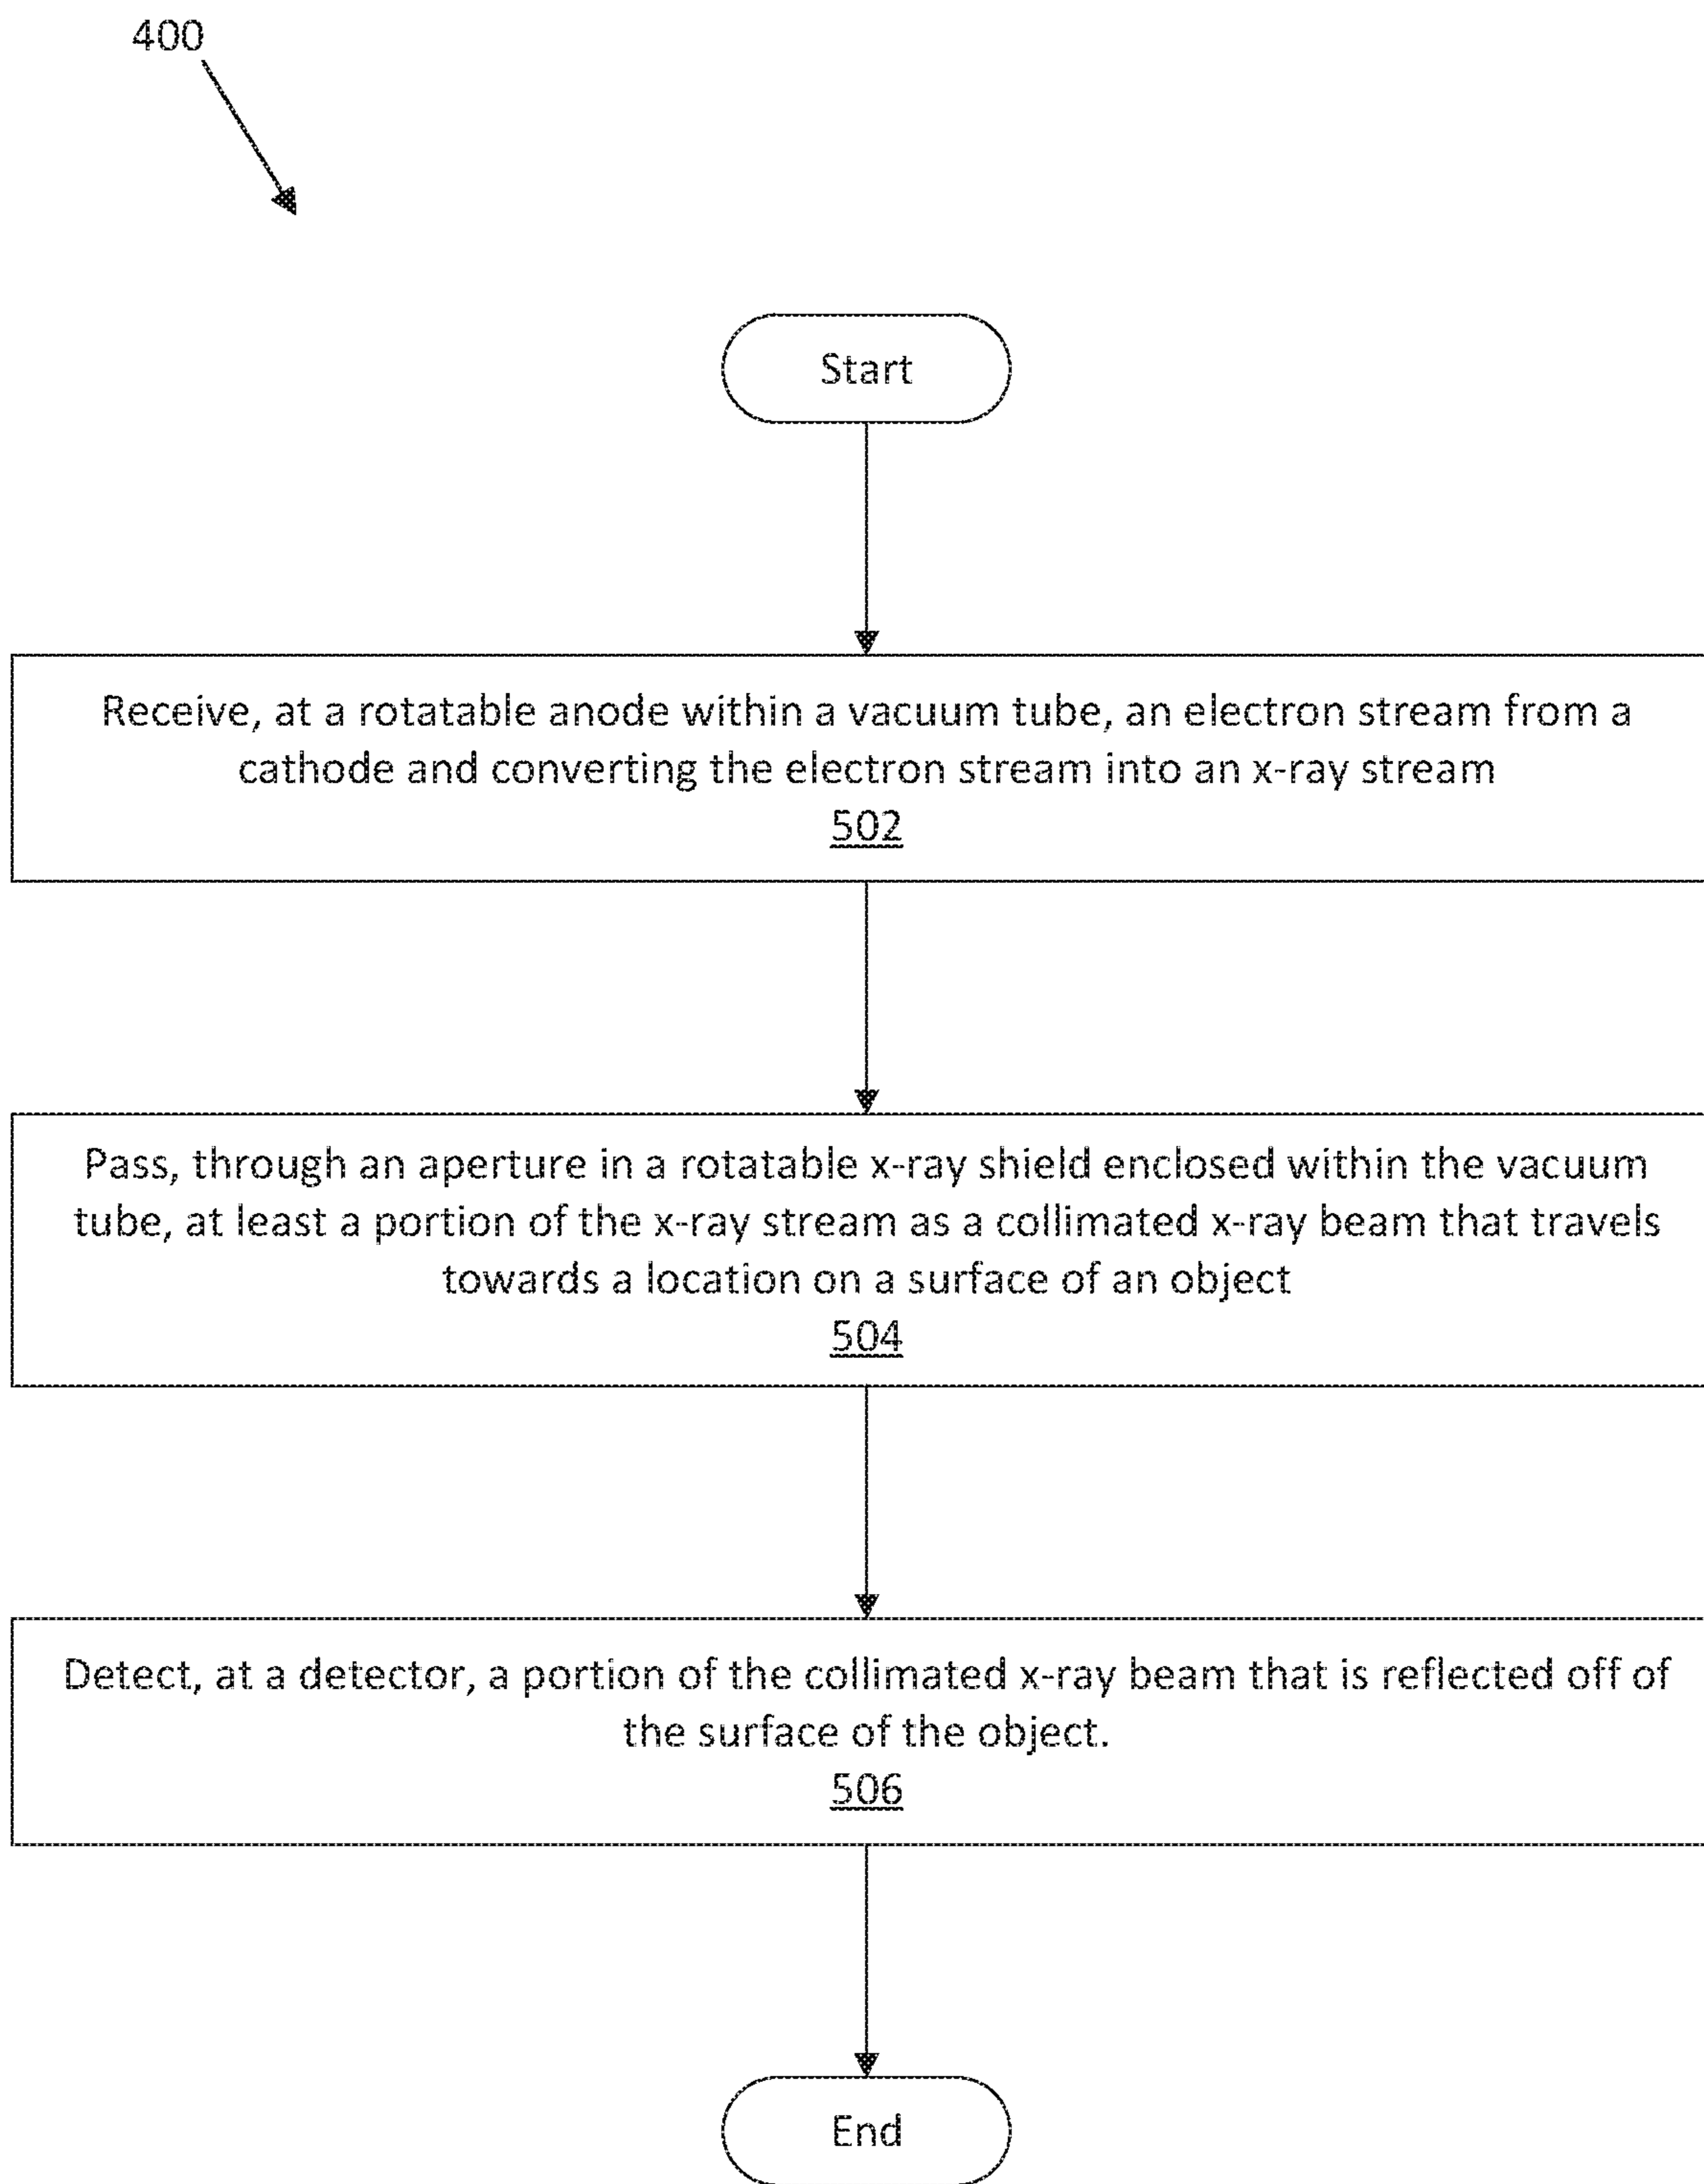 400
Start
Receive, at a rotatable anode within a vacuum tube, an electron stream from a
cathode and converting the electron stream into an x-ray stream
502
Pass, through an aperture in a rotatable x-ray shield enclosed within the vacuum
tube, at least a portion of the x-ray stream as a collimated x-ray beam that travels
towards a location on a surface of an object
504
Detect, at a detector, a portion of the collimated x-ray beam that is reflected off of
the surface of the object.
506
End